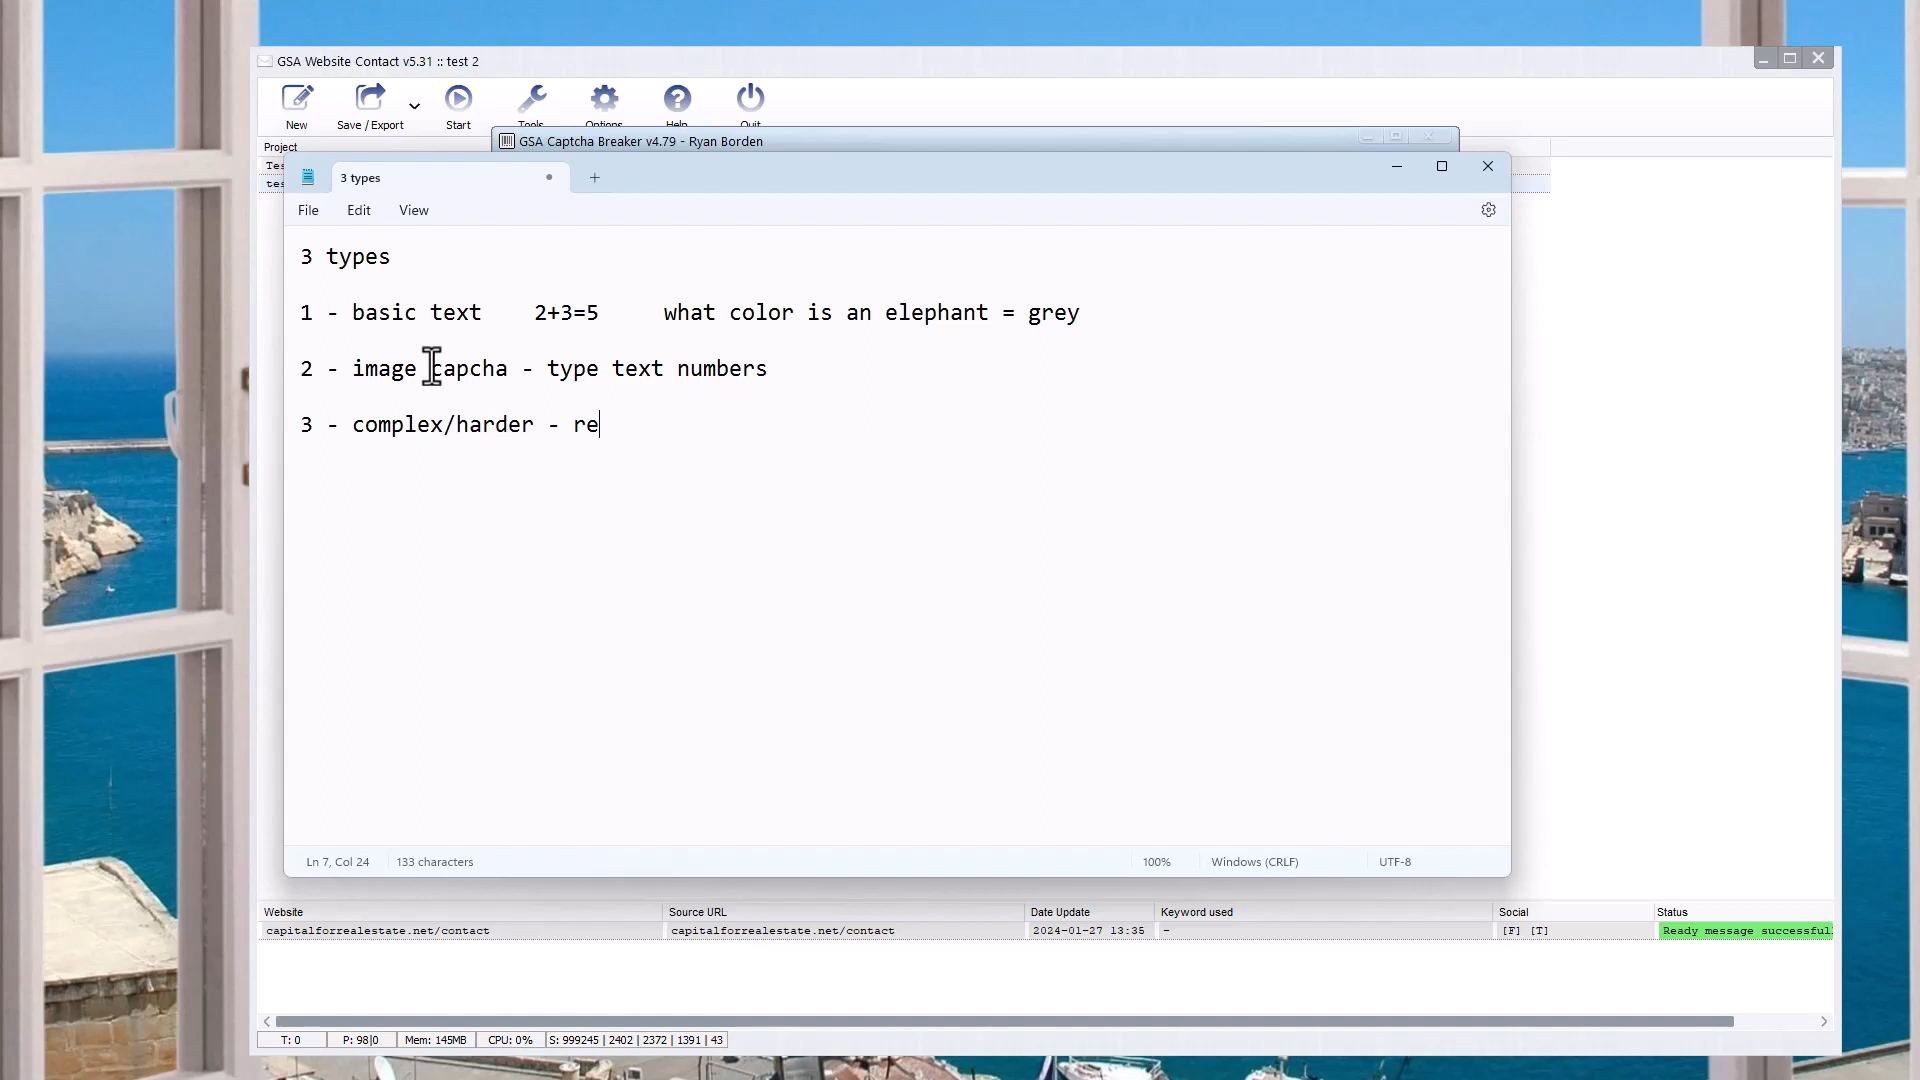 GSA Website Contact v5.31 :: test 2
New Save / Export Start Tools Options Help Quit
GSA Captcha Breaker v4.79 - Ryan Borden
Project
3 types
File Edit View
3 types
1 - basic text 2+3=5 what color is an elephant = grey
2 - image capcha - type text numbers
3 - complex/harder - re
Ln 7, Col 24 133 characters 100% Windows (CRLF) UTF-8
Website Source URL Date Update Keyword used Social Status
capitalforrealestate.net/contact capitalforrealestate.net/contact 2024-01-27 13:35 - [F] [T] Ready message successful
T: 0 P: 98|0 Mem: 145MB CPU: 0% S: 999245 | 2402 | 2372 | 1391 | 43